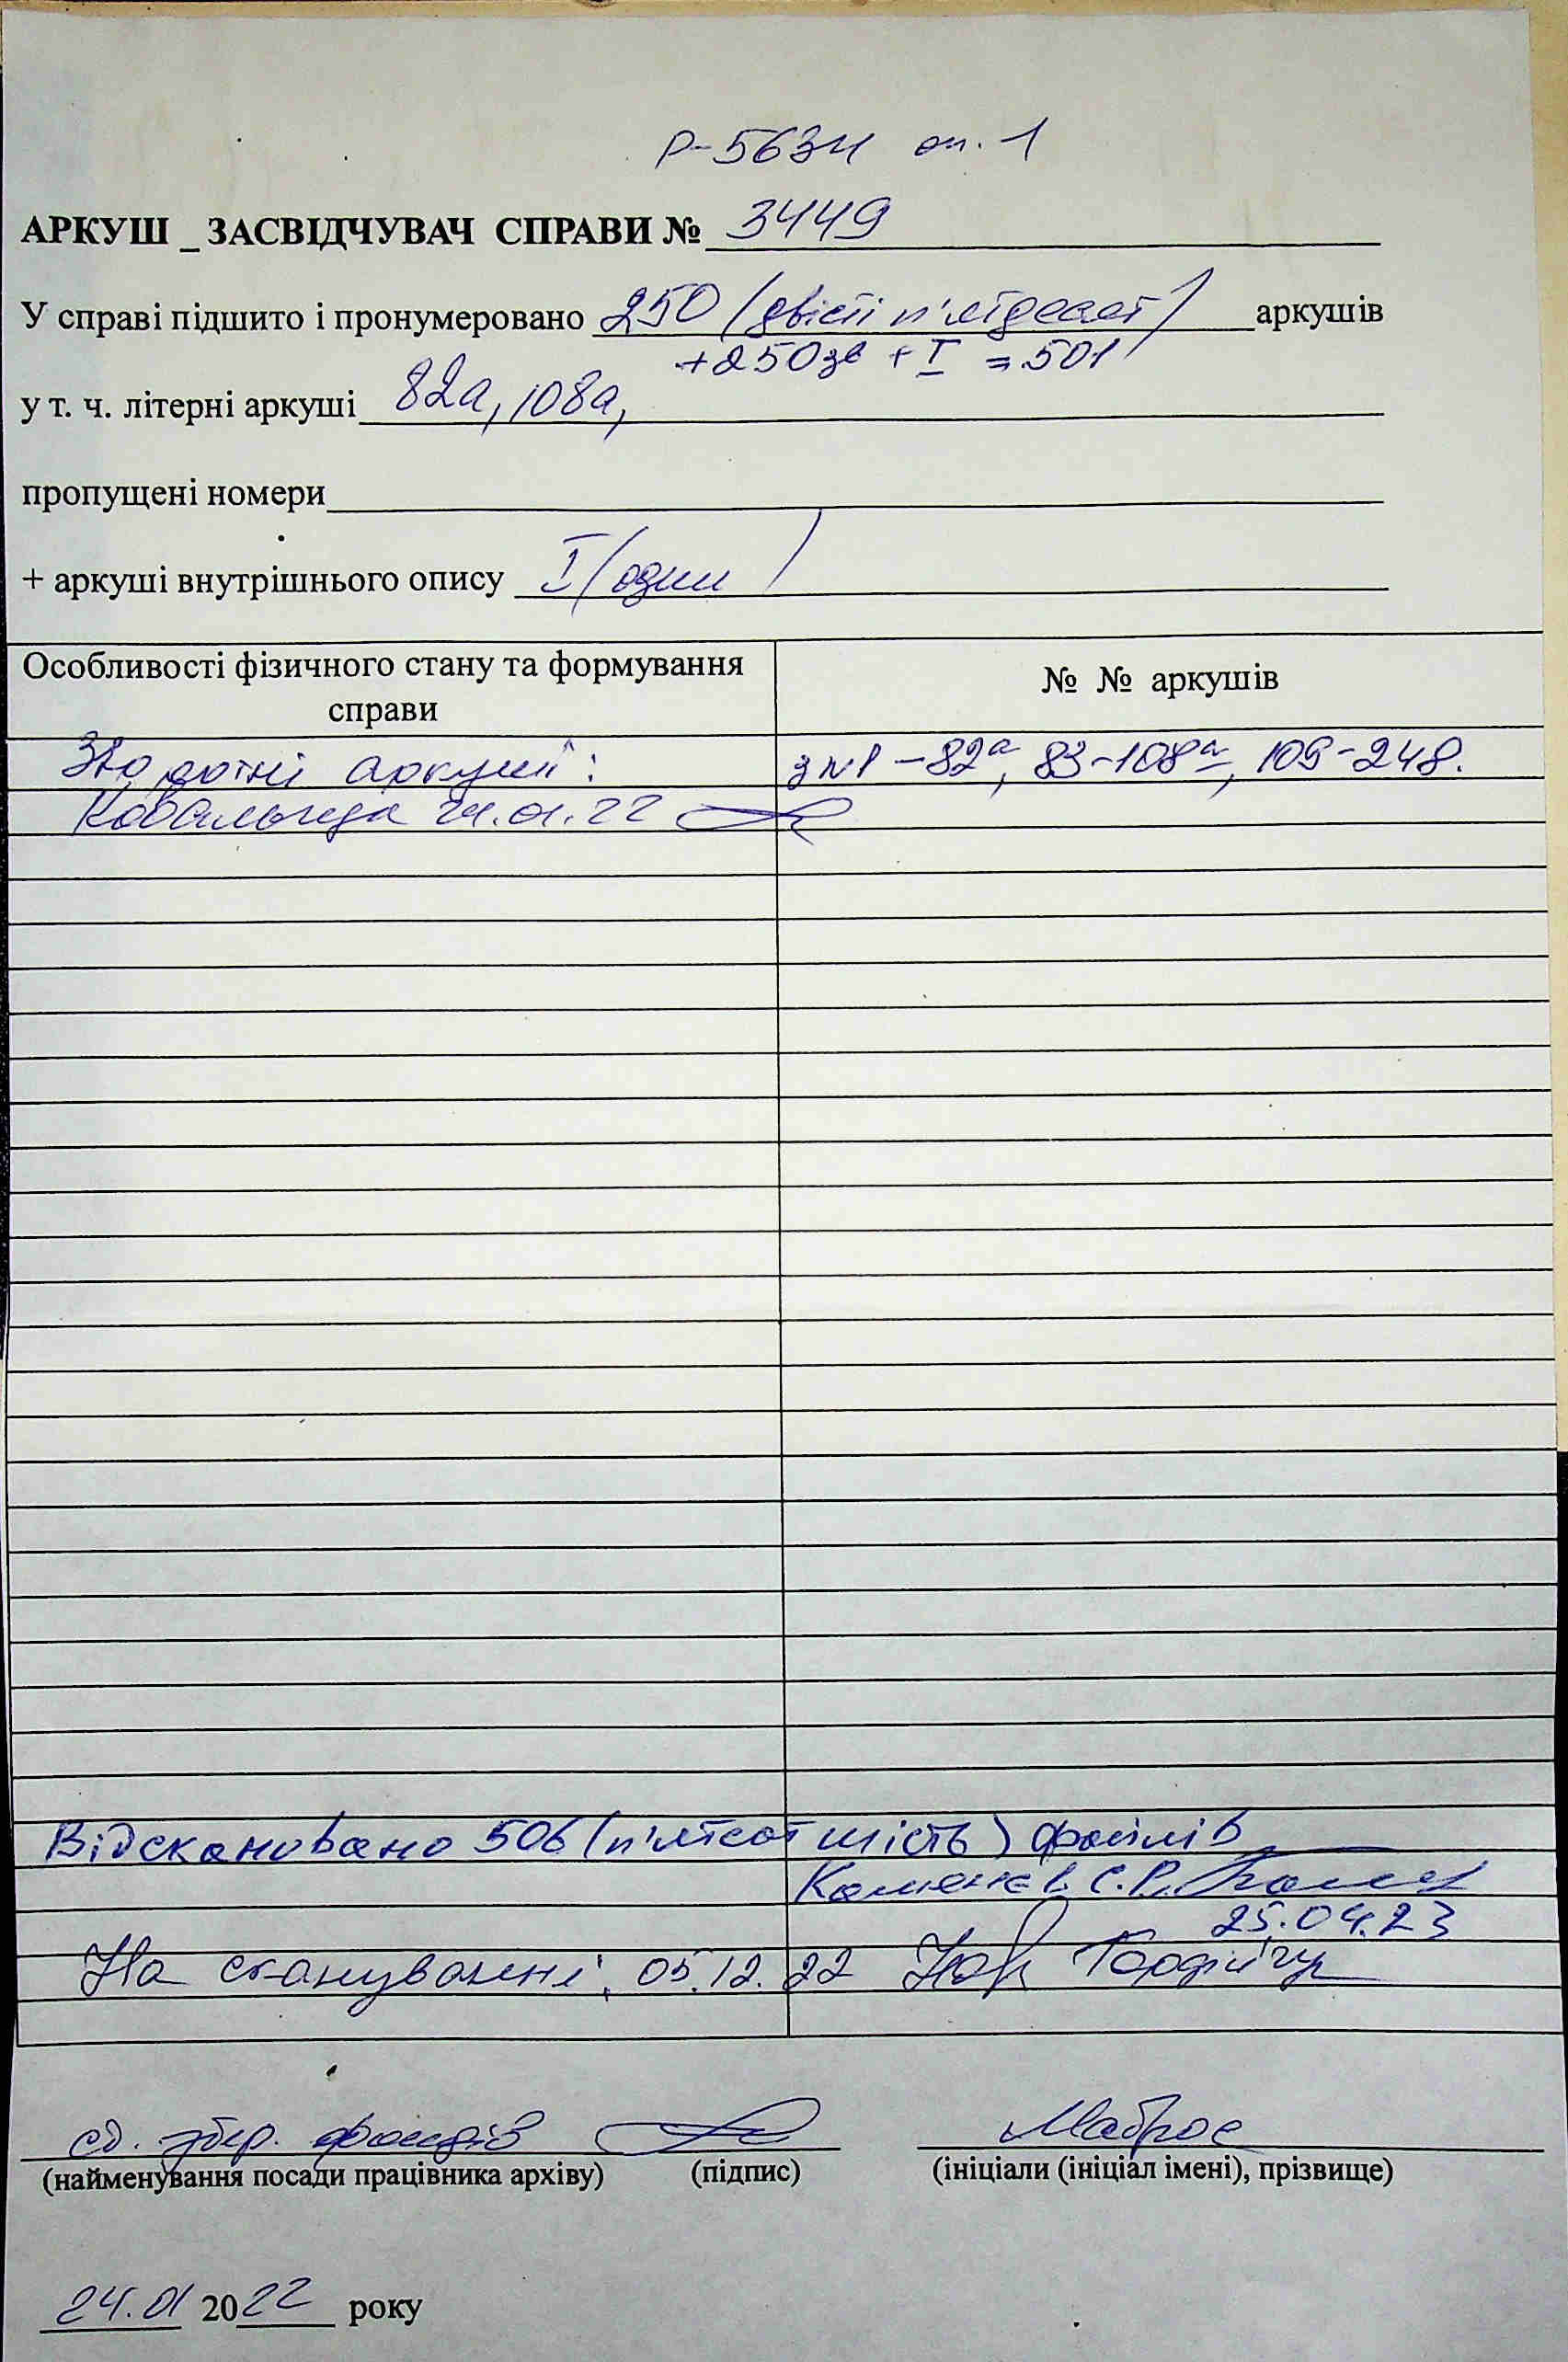 Р-5634 оп. 1
АРКУШ _ ЗАСВІДЧУВАЧ СПРАВИ № 3449
У справі підшито і пронумеровано 250 (двісті п'ятдесят) аркушів
+250зв + I = 501
у т. ч. літерні аркуші 82а, 108а,
пропущені номери
+ аркуші внутрішнього опису I (один)
Особливості фізичного стану та формування справи
№ № аркушів
Зворотні аркуші: з №1 - 82а, 83-108а, 109-248.
24.01.22
Відскановано 506 (п'ятсот шість) файлів
Каменєв С.Р.
25.04.23
На скануванні, 05.12.22 Гордійчук
збер. фондів
(найменування посади працівника архіву) (підпис) (ініціали (ініціал імені), прізвище)
24.01 2022 року